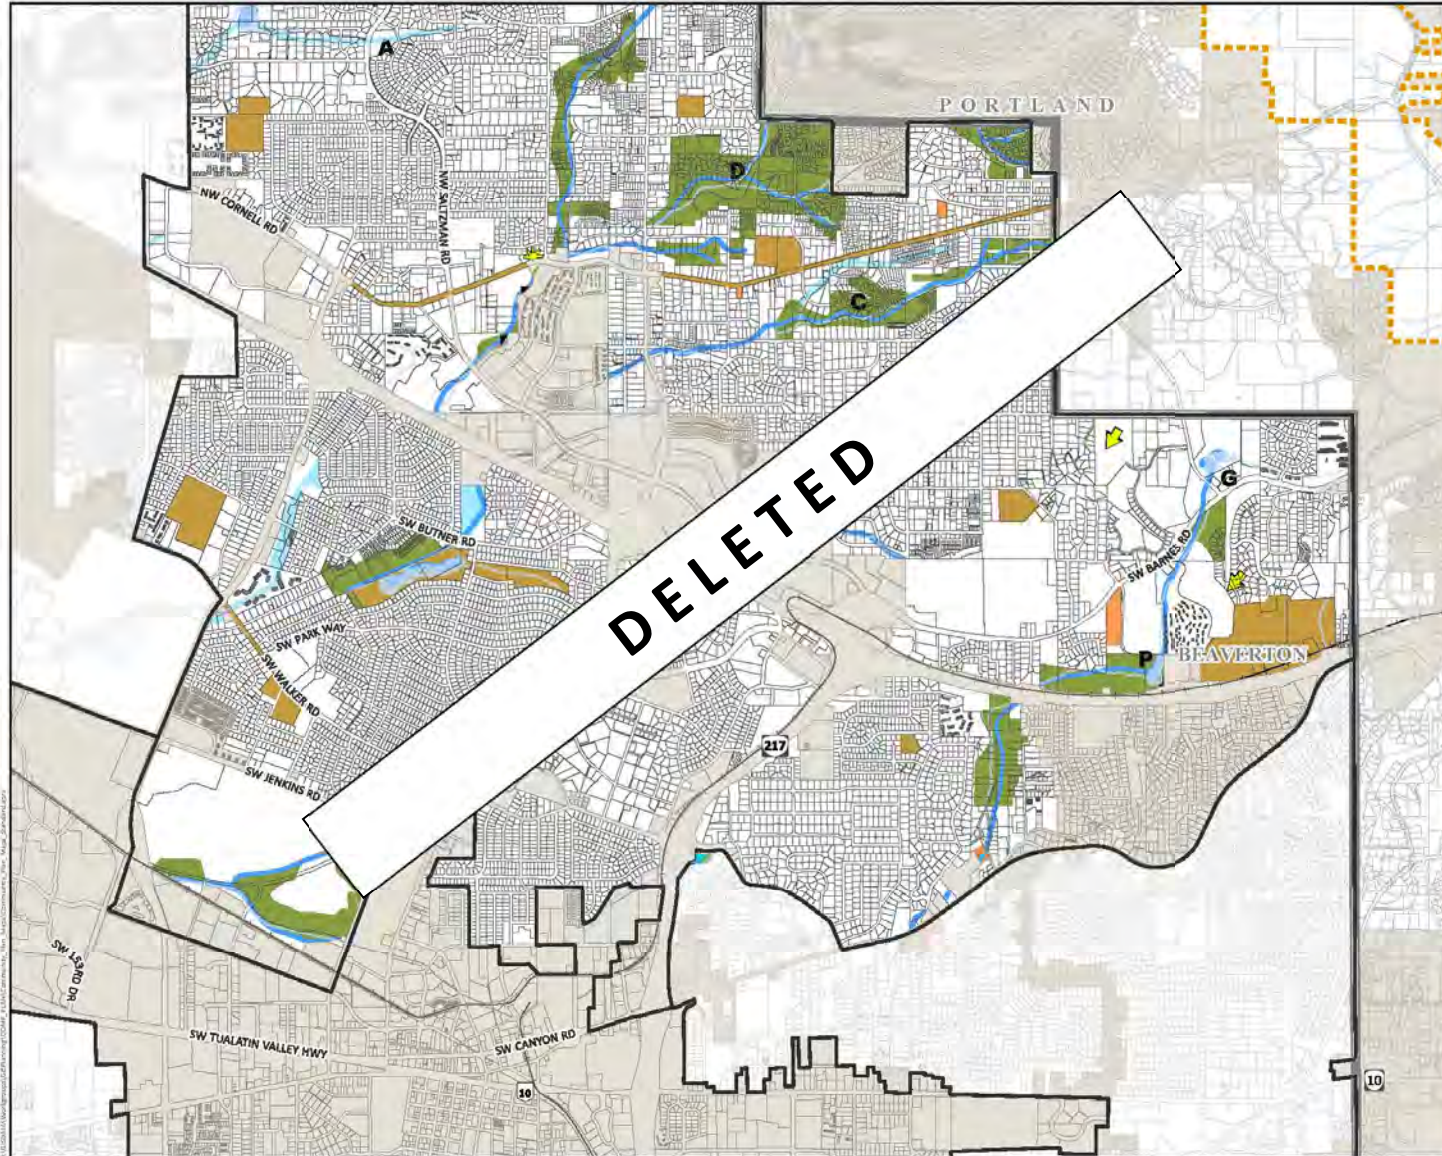 A
PORTLAND
D
NW CORNELL RD
NW SALTZMAN RD
C
G
DELETED
SW BUTNER RD
SW BARNES RD
SW PARK WAY
P
BEAVERTON
SW WALKER RD
217
SW JENKINS RD
SW 153RD DR
SW TUALATIN VALLEY HWY
SW CANYON RD
10
10